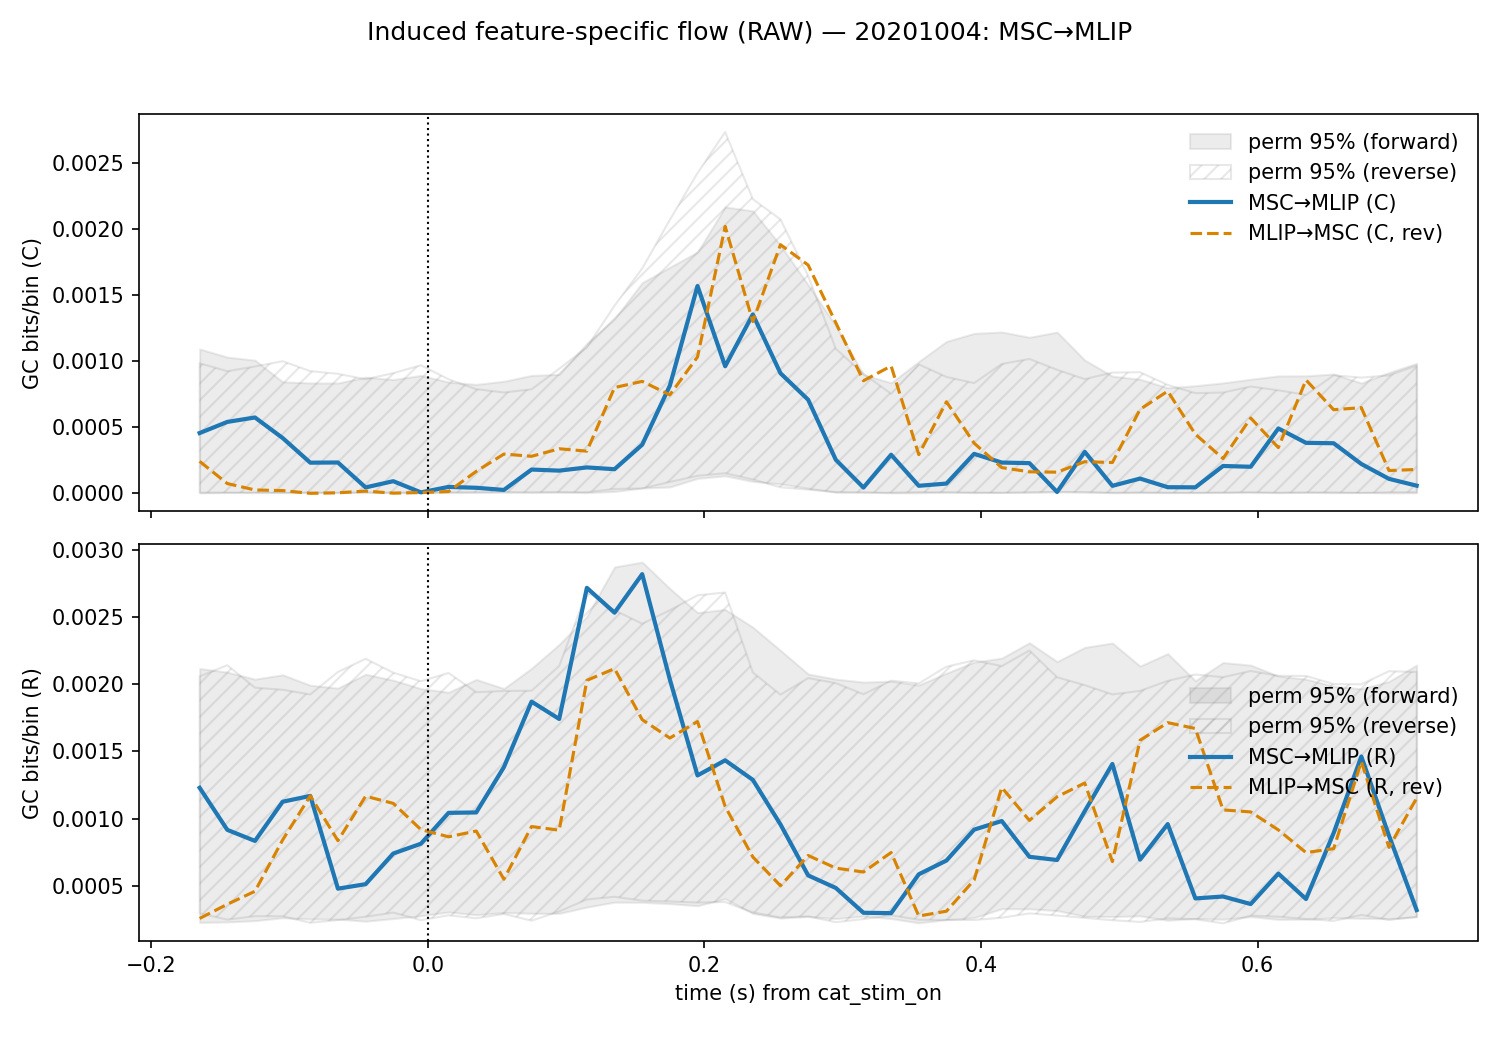 Induced feature-specific flow (RAW) — 20201004: MSC→MLIP
GC bits/bin (C)
0.0025
0.0020
0.0015
0.0010
0.0005
0.0000
perm 95% (forward)
perm 95% (reverse)
MSC→MLIP (C)
MLIP→MSC (C, rev)
GC bits/bin (R)
0.0030
0.0025
0.0020
0.0015
0.0010
0.0005
perm 95% (forward)
perm 95% (reverse)
MSC→MLIP (R)
MLIP→MSC (R, rev)
−0.2 0.0 0.2 0.4 0.6
time (s) from cat_stim_on